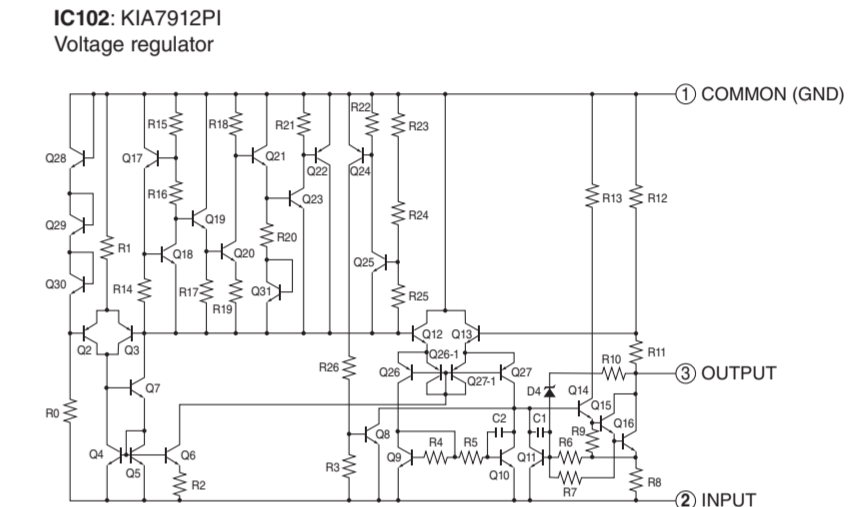 IC102: KIA7912PI
Voltage regulator
1 COMMON (GND)
R22
R15 R18 R21 R23
Q28 Q17 Q21 Q22 Q24
R16 Q23 R24 R13 R12
Q29 Q19
R1 Q18 Q20 R20
Q25
Q30 R14 R17 Q31 R25
R19
Q2 Q3 Q12 Q13
Q26-1 R11
R26 Q26 Q27-1 Q27 R10 3 OUTPUT
Q7 D4 Q14
R0 C2 C1 Q15
Q8 R9 Q16
Q4 Q6 R4 R5 R6
Q5 R3 Q9 Q10 Q11
R2 R7 R8
2 INPUT